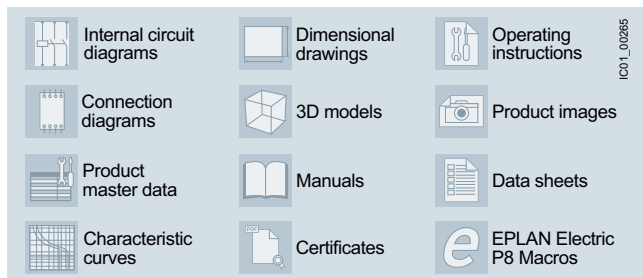 Internal circuit
diagrams
Dimensional
drawings
Operating
instructions
IC01_00265
Connection
diagrams
3D models
Product images
Product
master data
Manuals
Data sheets
Characteristic
curves
PDF
Certificates
e
EPLAN Electric
P8 Macros